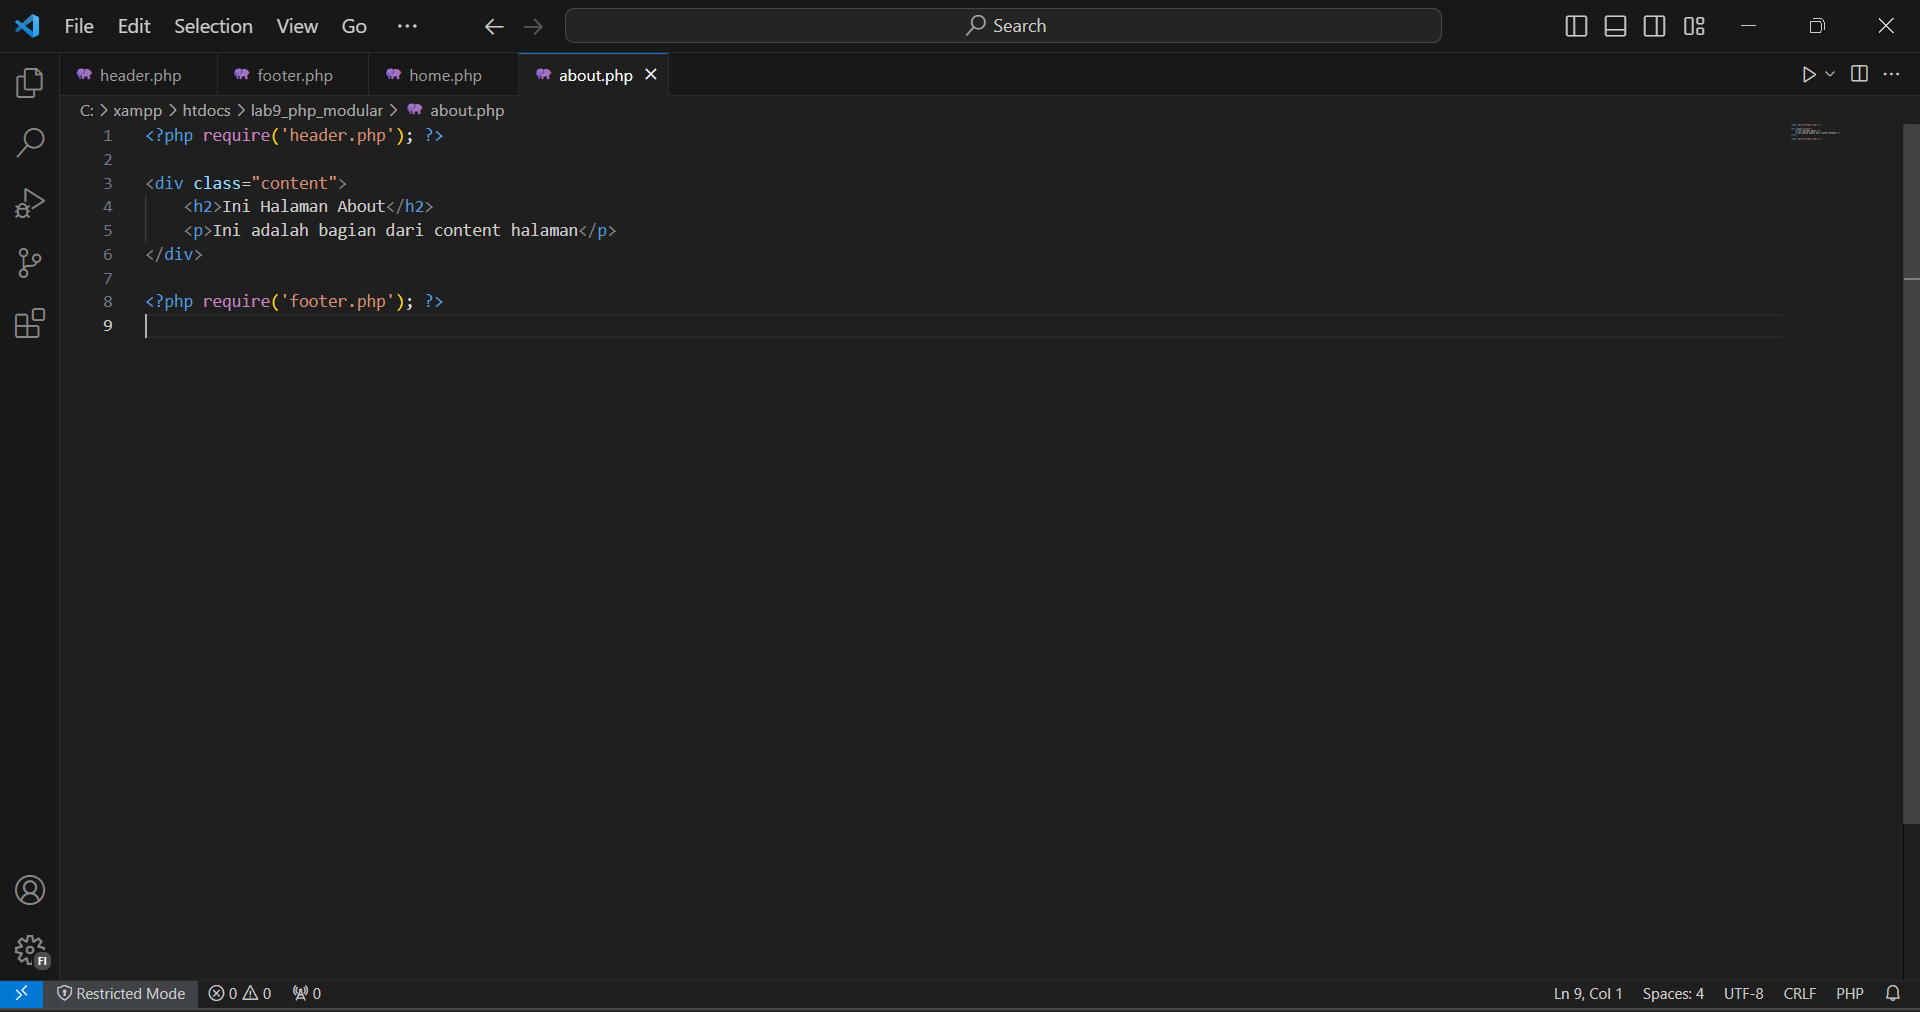 File Edit Selection View Go ··· Search
header.php footer.php home.php about.php
C: > xampp > htdocs > lab9_php_modular > about.php
1 <?php require('header.php'); ?>
2
3 <div class="content">
4     <h2>Ini Halaman About</h2>
5     <p>Ini adalah bagian dari content halaman</p>
6 </div>
7
8 <?php require('footer.php'); ?>
9
FI
Restricted Mode 0 0 0 Ln 9, Col 1 Spaces: 4 UTF-8 CRLF PHP